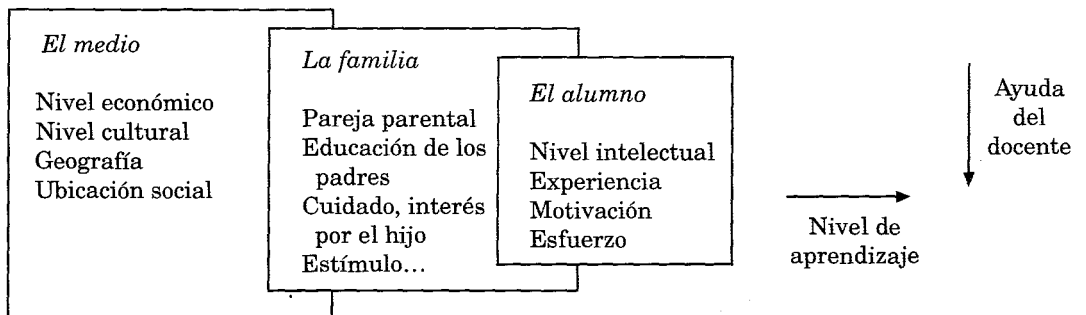 El medio
Nivel económico
Nivel cultural
Geografía
Ubicación social
La familia
Pareja parental
Educación de los
padres
Cuidado, interés
por el hijo
Estímulo...
El alumno
Nivel intelectual
Experiencia
Motivación
Esfuerzo
Nivel de
aprendizaje
Ayuda
del
docente